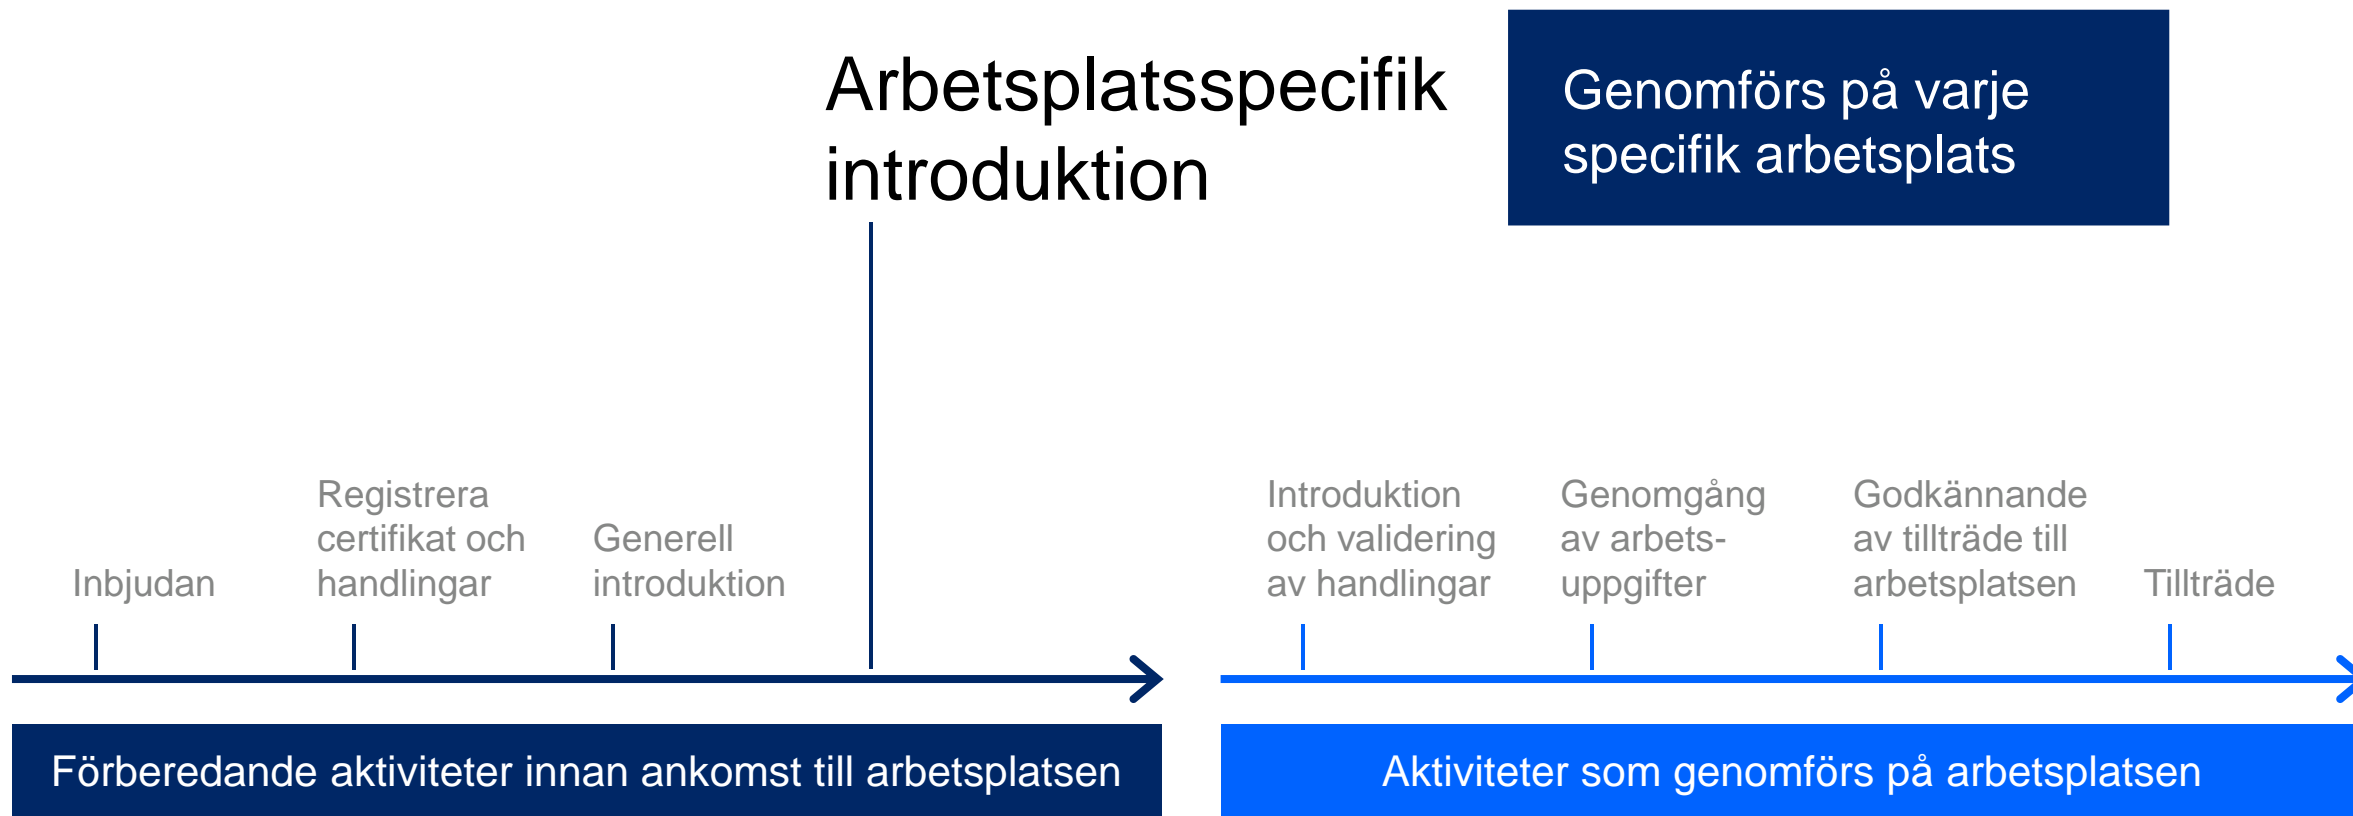 Arbetsplatsspecifik
introduktion
Genomförs på varje
specifik arbetsplats
Inbjudan
Registrera
certifikat och
handlingar
Generell
introduktion
Introduktion
och validering
av handlingar
Genomgång
av arbets-
uppgifter
Godkännande
av tillträde till
arbetsplatsen
Tillträde
Förberedande aktiviteter innan ankomst till arbetsplatsen
Aktiviteter som genomförs på arbetsplatsen